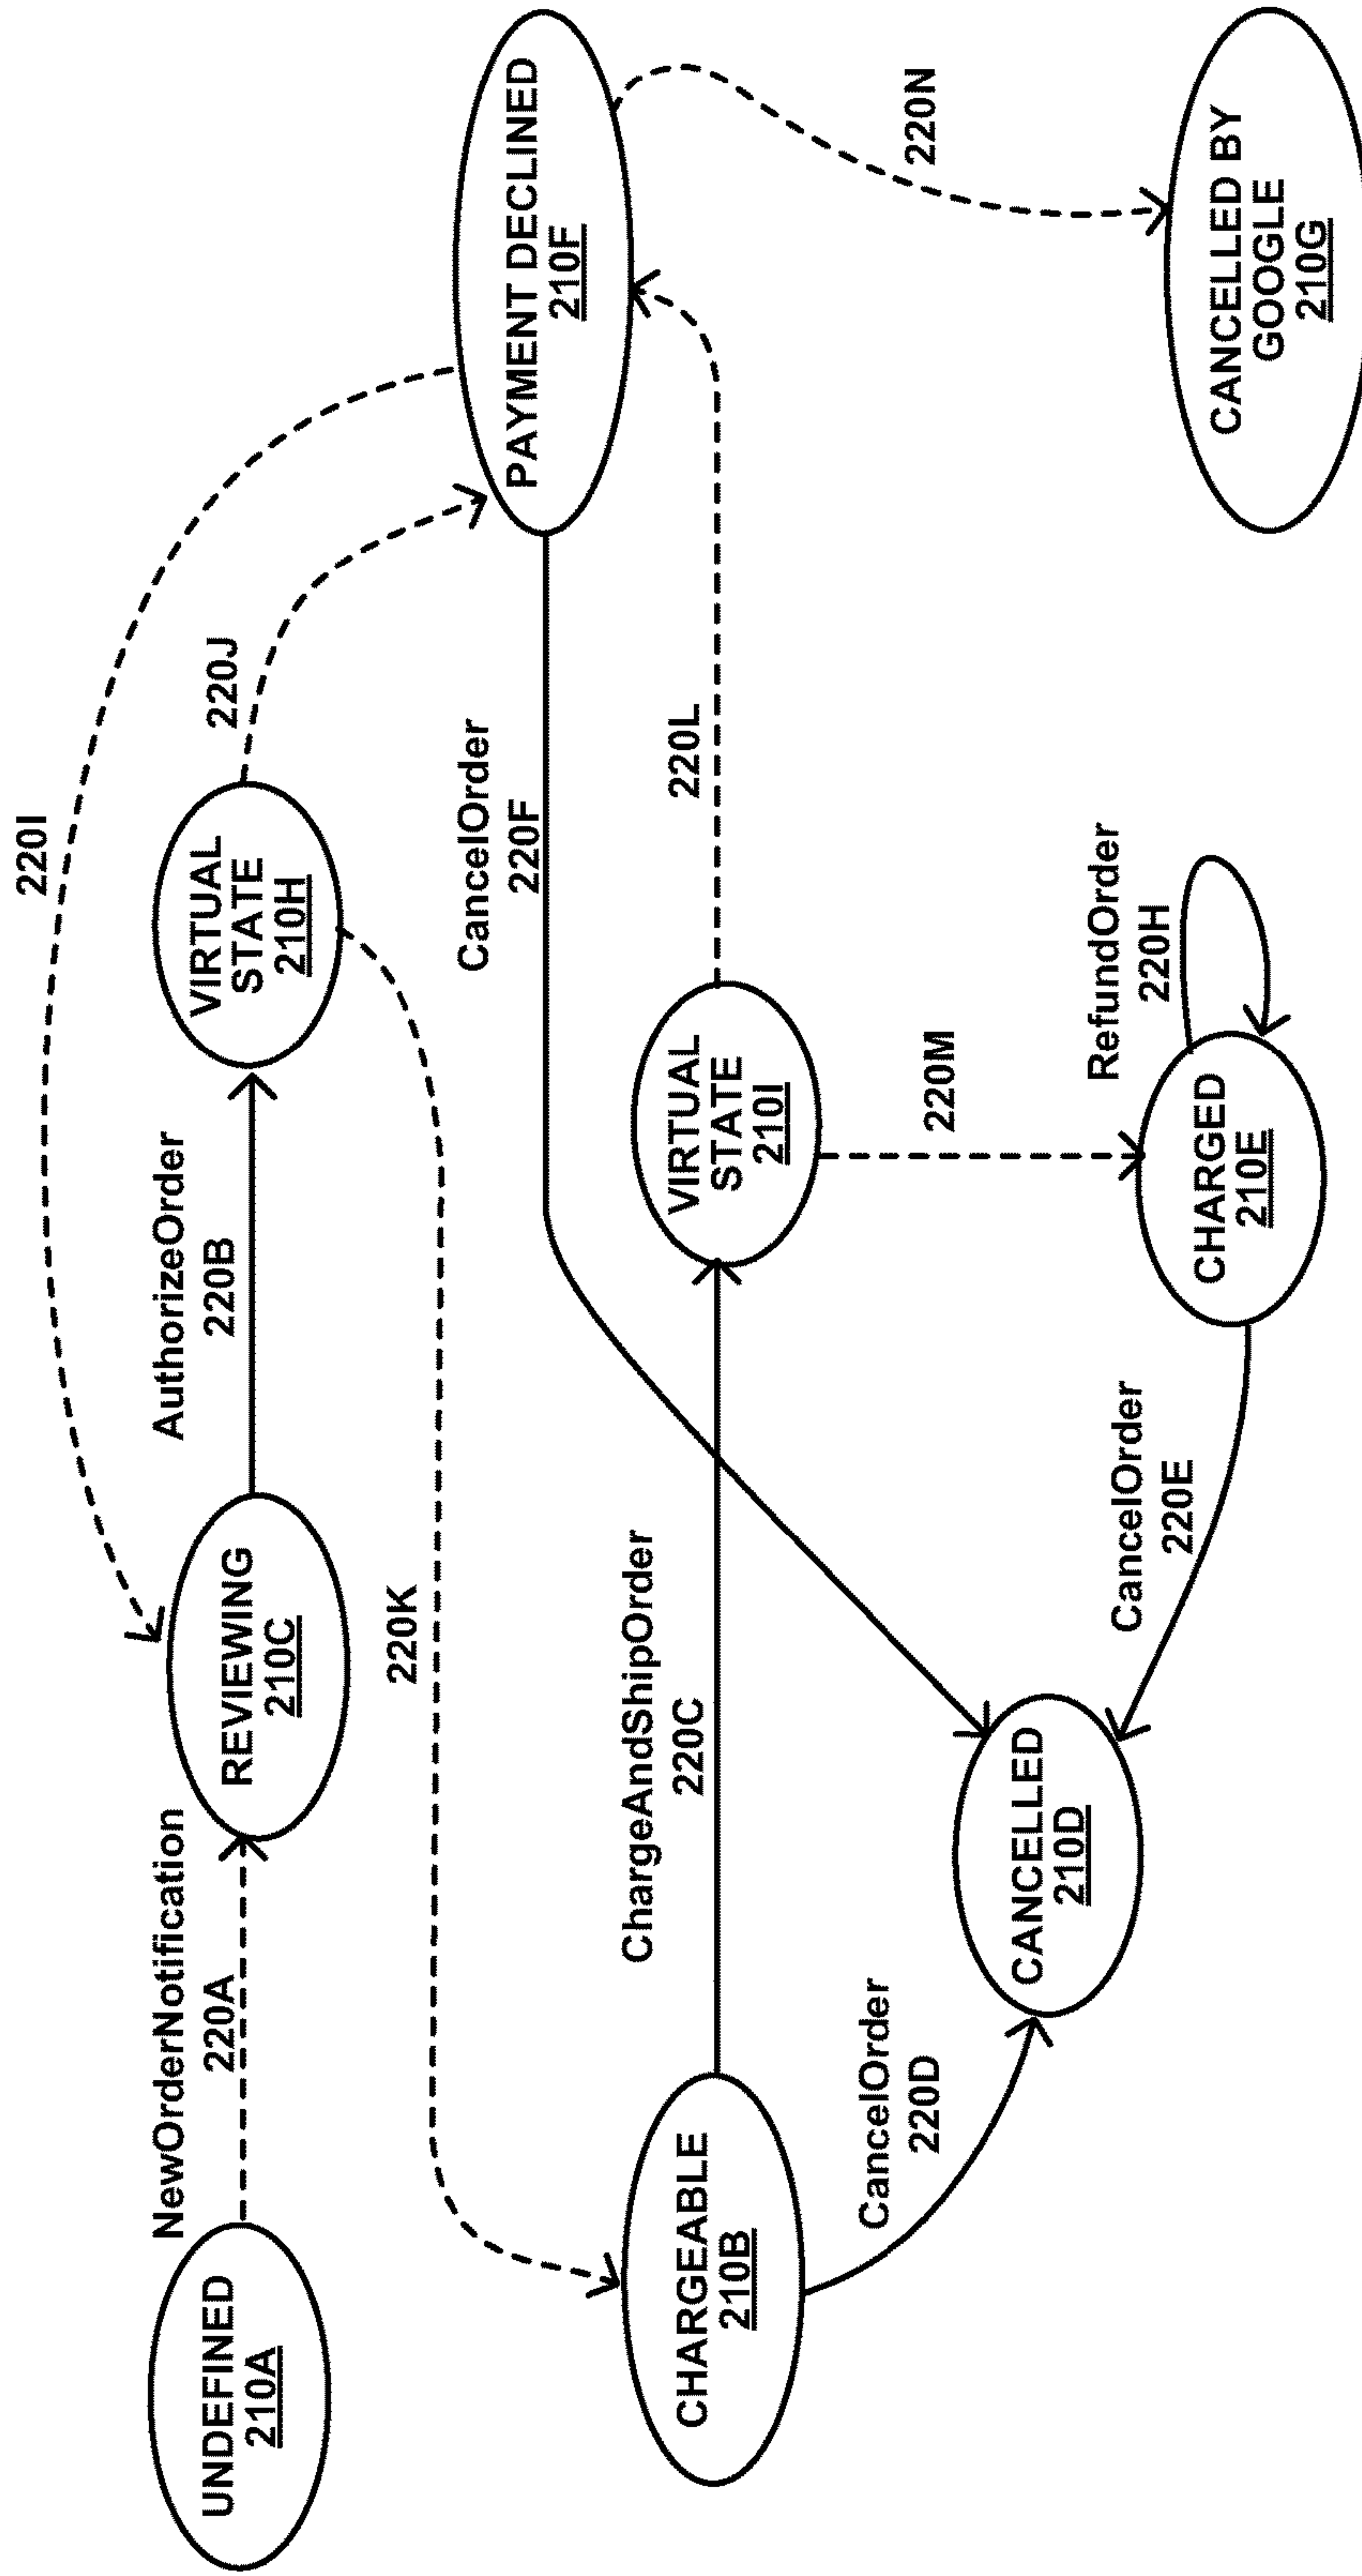 220I
NewOrderNotification
220A
AuthorizeOrder
220B
220J
UNDEFINED
210A
REVIEWING
210C
VIRTUAL
STATE
210H
220K
CancelOrder
220F
PAYMENT DECLINED
210F
ChargeAndShipOrder
220C
220L
CHARGEABLE
210B
VIRTUAL
STATE
210I
CancelOrder
220D
220M
220N
CANCELLED
210D
CancelOrder
220E
RefundOrder
220H
CHARGED
210E
CANCELLED BY
GOOGLE
210G